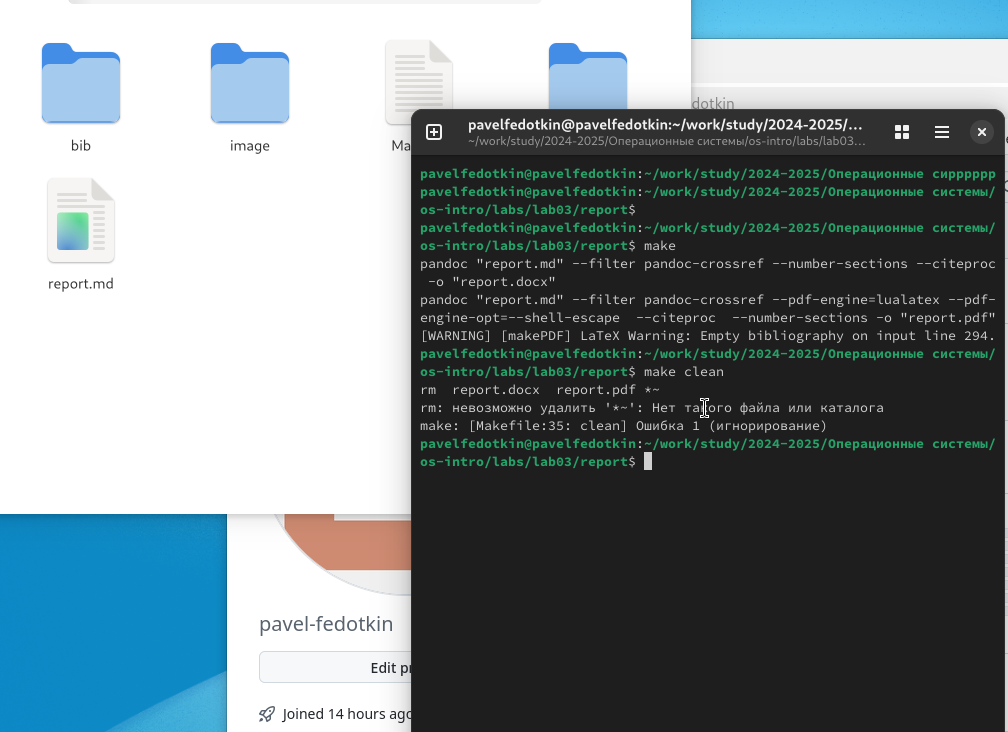 bib
image
Ma
report.md
dotkin
pavelfedotkin@pavelfedotkin:~/work/study/2024-2025/...
~/work/study/2024-2025/Операционные системы/os-intro/labs/lab03...
pavelfedotkin@pavelfedotkin:~/work/study/2024-2025/Операционные сирррррр
pavelfedotkin@pavelfedotkin:~/work/study/2024-2025/Операционные системы/
os-intro/labs/lab03/report$
pavelfedotkin@pavelfedotkin:~/work/study/2024-2025/Операционные системы/
os-intro/labs/lab03/report$ make
pandoc "report.md" --filter pandoc-crossref --number-sections --citeproc
-o "report.docx"
pandoc "report.md" --filter pandoc-crossref --pdf-engine=lualatex --pdf-
engine-opt=--shell-escape  --citeproc  --number-sections -o "report.pdf"
[WARNING] [makePDF] LaTeX Warning: Empty bibliography on input line 294.
pavelfedotkin@pavelfedotkin:~/work/study/2024-2025/Операционные системы/
os-intro/labs/lab03/report$ make clean
rm  report.docx  report.pdf *~
rm: невозможно удалить '*~': Нет такого файла или каталога
make: [Makefile:35: clean] Ошибка 1 (игнорирование)
pavelfedotkin@pavelfedotkin:~/work/study/2024-2025/Операционные системы/
os-intro/labs/lab03/report$
pavel-fedotkin
Edit pr
Joined 14 hours ago